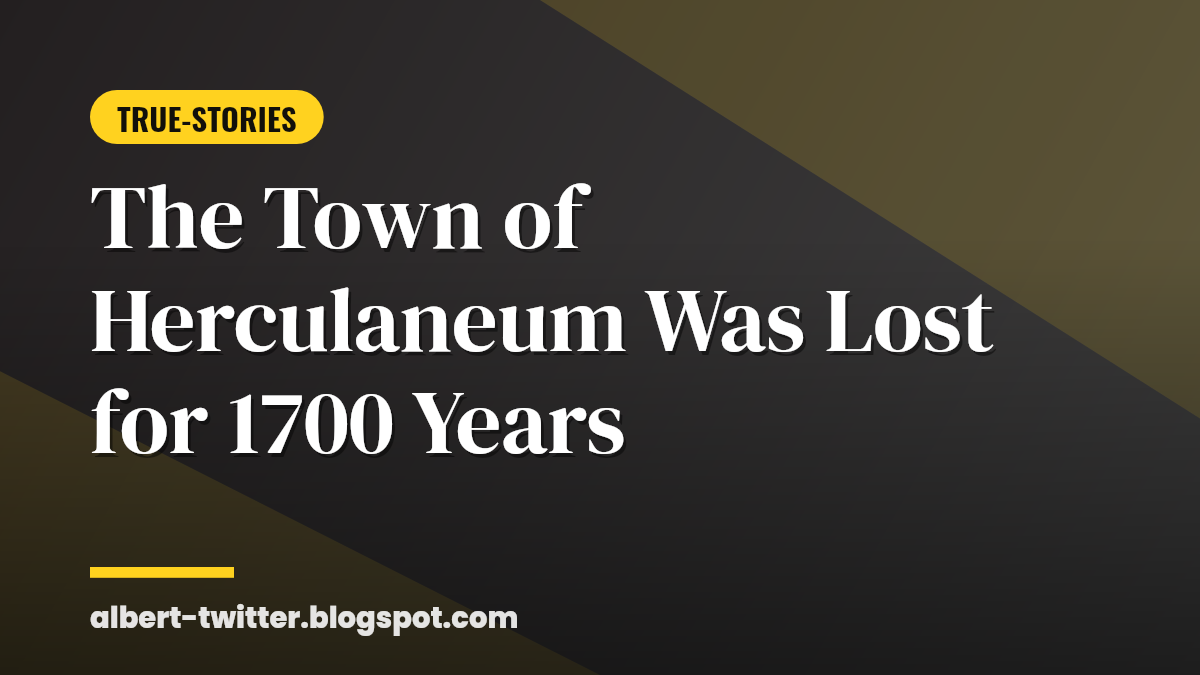 TRUE-STORIES
The Town of
Herculaneum Was Lost
for 1700 Years
albert-twitter.blogspot.com